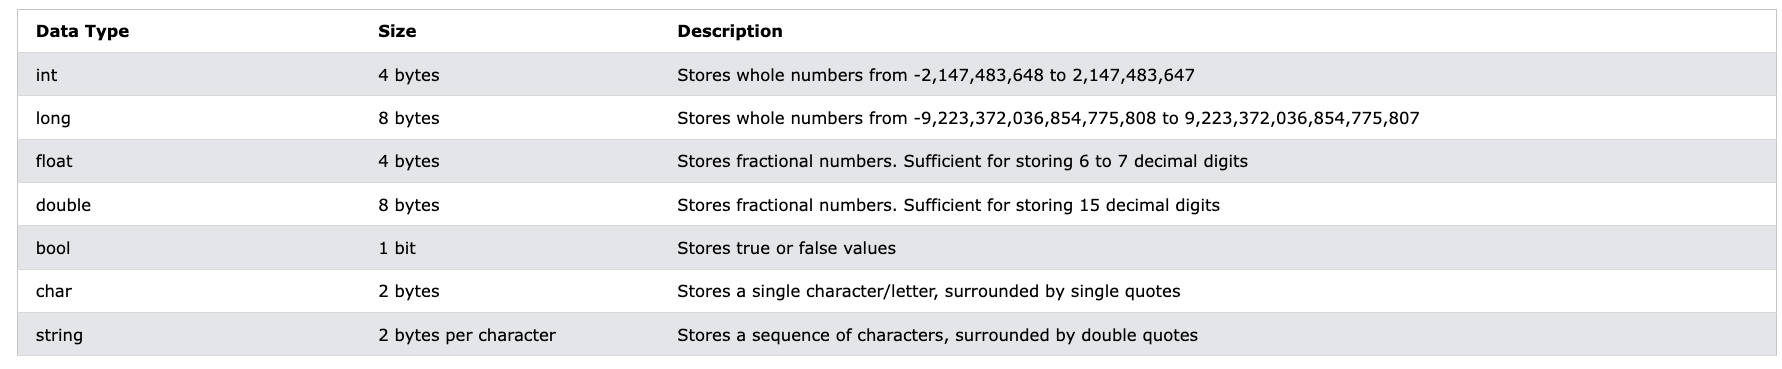 Data Type Size Description
int 4 bytes Stores whole numbers from -2,147,483,648 to 2,147,483,647
long 8 bytes Stores whole numbers from -9,223,372,036,854,775,808 to 9,223,372,036,854,775,807
float 4 bytes Stores fractional numbers. Sufficient for storing 6 to 7 decimal digits
double 8 bytes Stores fractional numbers. Sufficient for storing 15 decimal digits
bool 1 bit Stores true or false values
char 2 bytes Stores a single character/letter, surrounded by single quotes
string 2 bytes per character Stores a sequence of characters, surrounded by double quotes